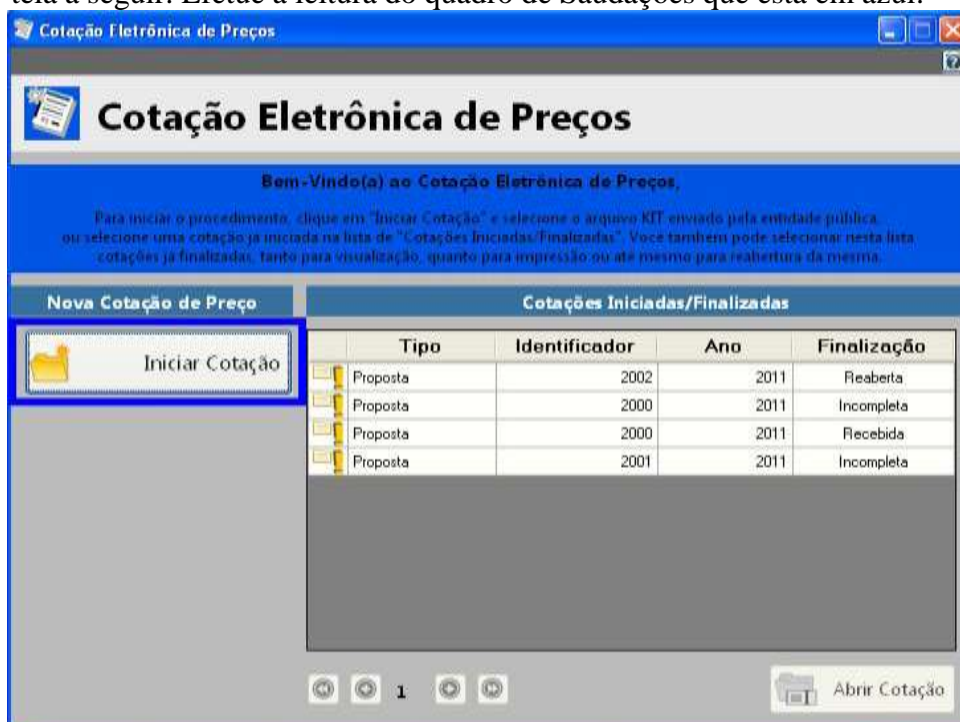 tela a seguir. Efetue a leitura do quadro de Saudações que está em azul.
Cotação Eletrônica de Preços
Cotação Eletrônica de Preços
Bem-Vindo(a) ao Cotação Eletrônica de Preços,
Para iniciar o procedimento, clique em "Iniciar Cotação" e selecione o arquivo KIT enviado pela entidade pública,
ou selecione uma cotação ja iniciada na lista de "Cotações Iniciadas/Finalizadas". Voce tambem pode selecionar nesta lista
cotações já finalizadas, tanto para visualização, quanto para impressão ou até mesmo para reabertura da mesma.
Nova Cotação de Preço
Cotações Iniciadas/Finalizadas
Iniciar Cotação
Tipo Identificador Ano Finalização
Proposta 2002 2011 Reaberta
Proposta 2000 2011 Incompleta
Proposta 2000 2011 Recebida
Proposta 2001 2011 Incompleta
1
Abrir Cotação